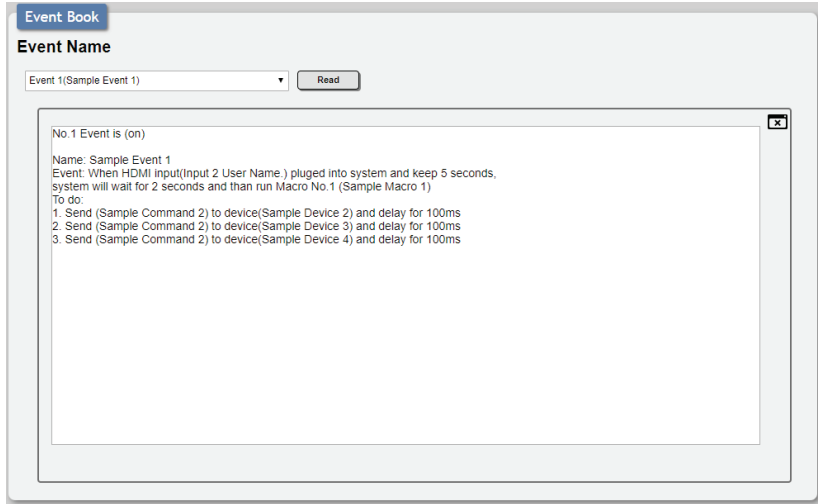 Event Book
Event Name
Event 1(Sample Event 1)
Read
No.1 Event is (on)
Name: Sample Event 1
Event: When HDMI input(Input 2 User Name.) pluged into system and keep 5 seconds,
system will wait for 2 seconds and than run Macro No.1 (Sample Macro 1)
To do:
1. Send (Sample Command 2) to device(Sample Device 2) and delay for 100ms
2. Send (Sample Command 2) to device(Sample Device 3) and delay for 100ms
3. Send (Sample Command 2) to device(Sample Device 4) and delay for 100ms